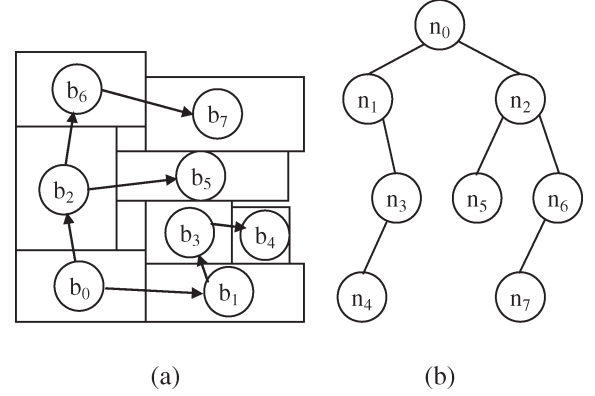 b₆
b₇
b₂
b₅
b₃
b₄
b₀
b₁
(a)
n₀
n₁
n₂
n₃
n₅
n₆
n₄
n₇
(b)